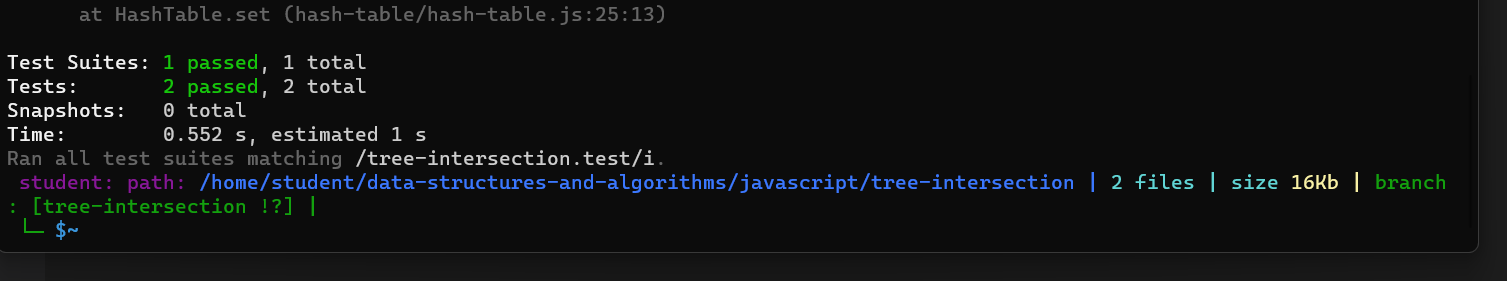 at HashTable.set (hash-table/hash-table.js:25:13)
Test Suites: 1 passed, 1 total
Tests:       2 passed, 2 total
Snapshots:   0 total
Time:        0.552 s, estimated 1 s
Ran all test suites matching /tree-intersection.test/i.
student: path: /home/student/data-structures-and-algorithms/javascript/tree-intersection | 2 files | size 16Kb | branch
: [tree-intersection !?] |
└─ $~